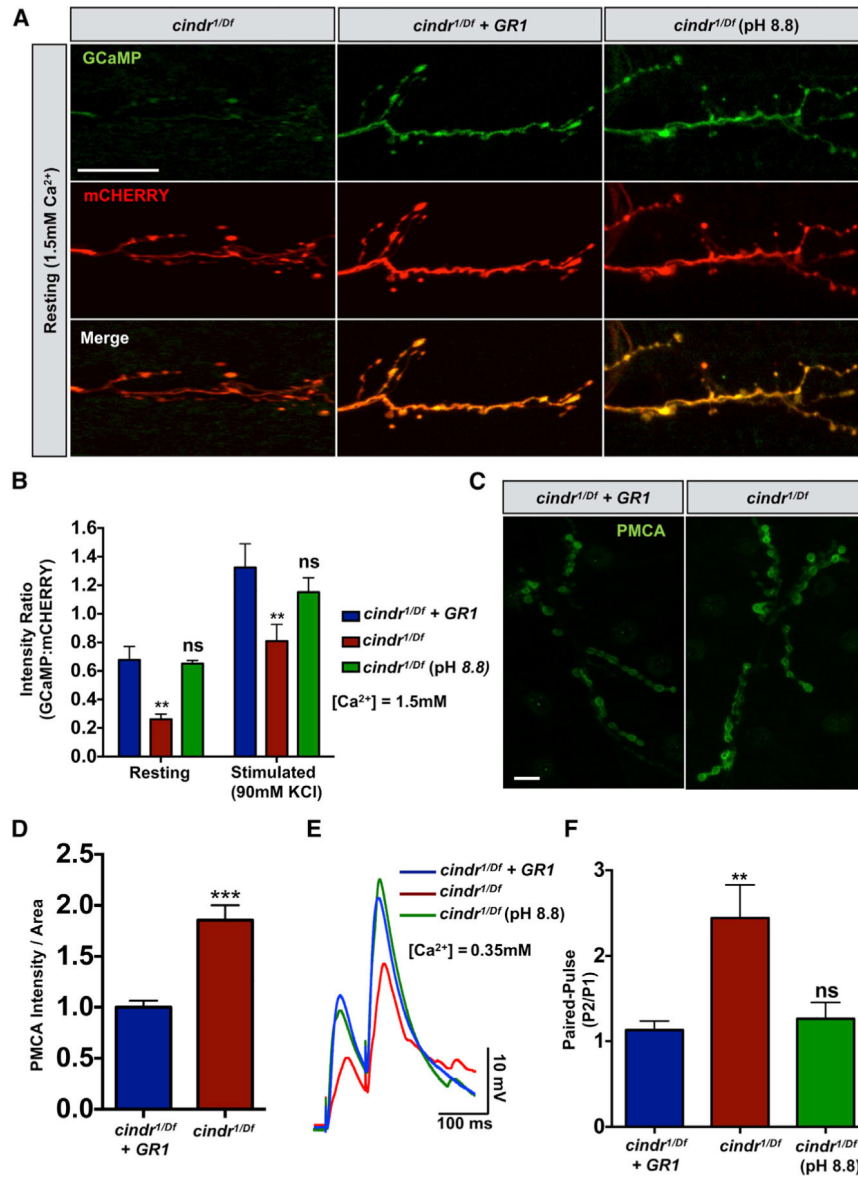 A
cindr1/Df
cindr1/Df + GR1
cindr1/Df (pH 8.8)
Resting (1.5mM Ca2+)
GCaMP
mCHERRY
Merge
B
Intensity Ratio
(GCaMP:mCHERRY)
1.6
1.4
1.2
1.0
0.8
0.6
0.4
0.2
0.0
**
ns
**
ns
Resting
Stimulated
(90mM KCl)
cindr1/Df + GR1
cindr1/Df
cindr1/Df (pH 8.8)
[Ca2+] = 1.5mM
C
cindr1/Df + GR1
cindr1/Df
PMCA
D
PMCA Intensity / Area
2.5
2.0
1.5
1.0
0.5
0.0
***
cindr1/Df
+ GR1
cindr1/Df
E
cindr1/Df + GR1
cindr1/Df
cindr1/Df (pH 8.8)
[Ca2+] = 0.35mM
10 mV
100 ms
F
Paired-Pulse
(P2/P1)
3
2
1
0
**
ns
cindr1/Df
+ GR1
cindr1/Df
cindr1/Df
(pH 8.8)